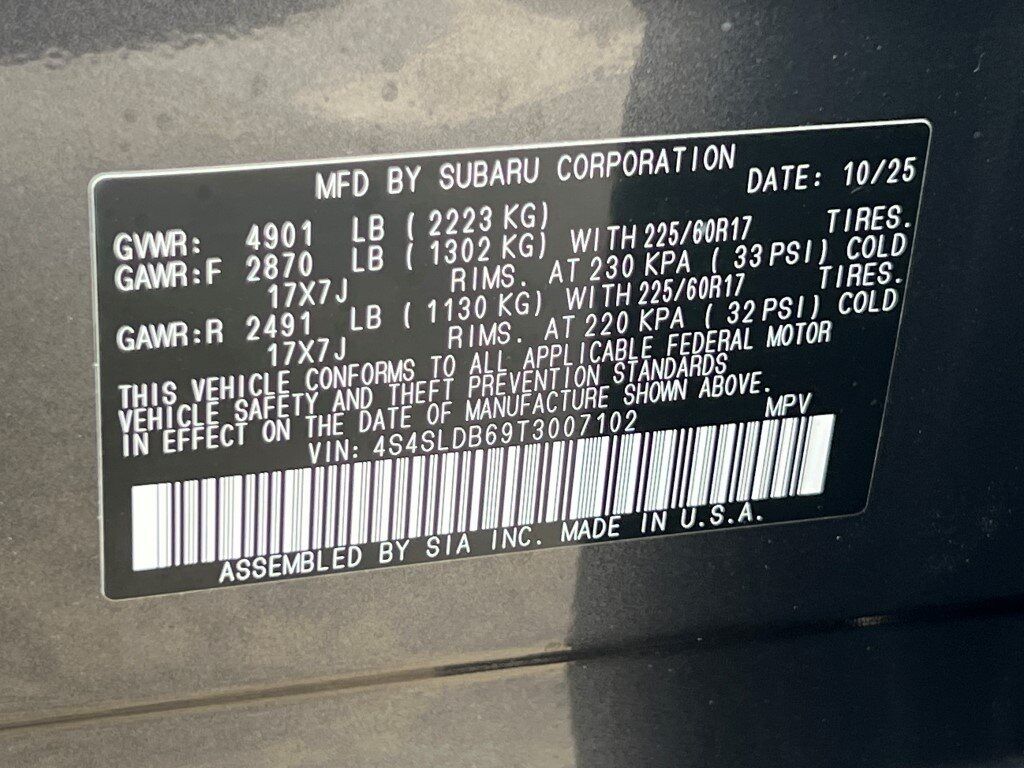 MFD BY SUBARU CORPORATION DATE: 10/25
GVWR: 4901 LB ( 2223 KG)
GAWR:F 2870 LB ( 1302 KG) WITH 225/60R17 TIRES.
17X7J RIMS. AT 230 KPA ( 33 PSI) COLD
GAWR:R 2491 LB ( 1130 KG) WITH 225/60R17 TIRES.
17X7J RIMS. AT 220 KPA ( 32 PSI) COLD
THIS VEHICLE CONFORMS TO ALL APPLICABLE FEDERAL MOTOR
VEHICLE SAFETY AND THEFT PREVENTION STANDARDS
IN EFFECT ON THE DATE OF MANUFACTURE SHOWN ABOVE.
VIN: 4S4SLDB69T3007102 MPV
ASSEMBLED BY SIA INC. MADE IN U.S.A.